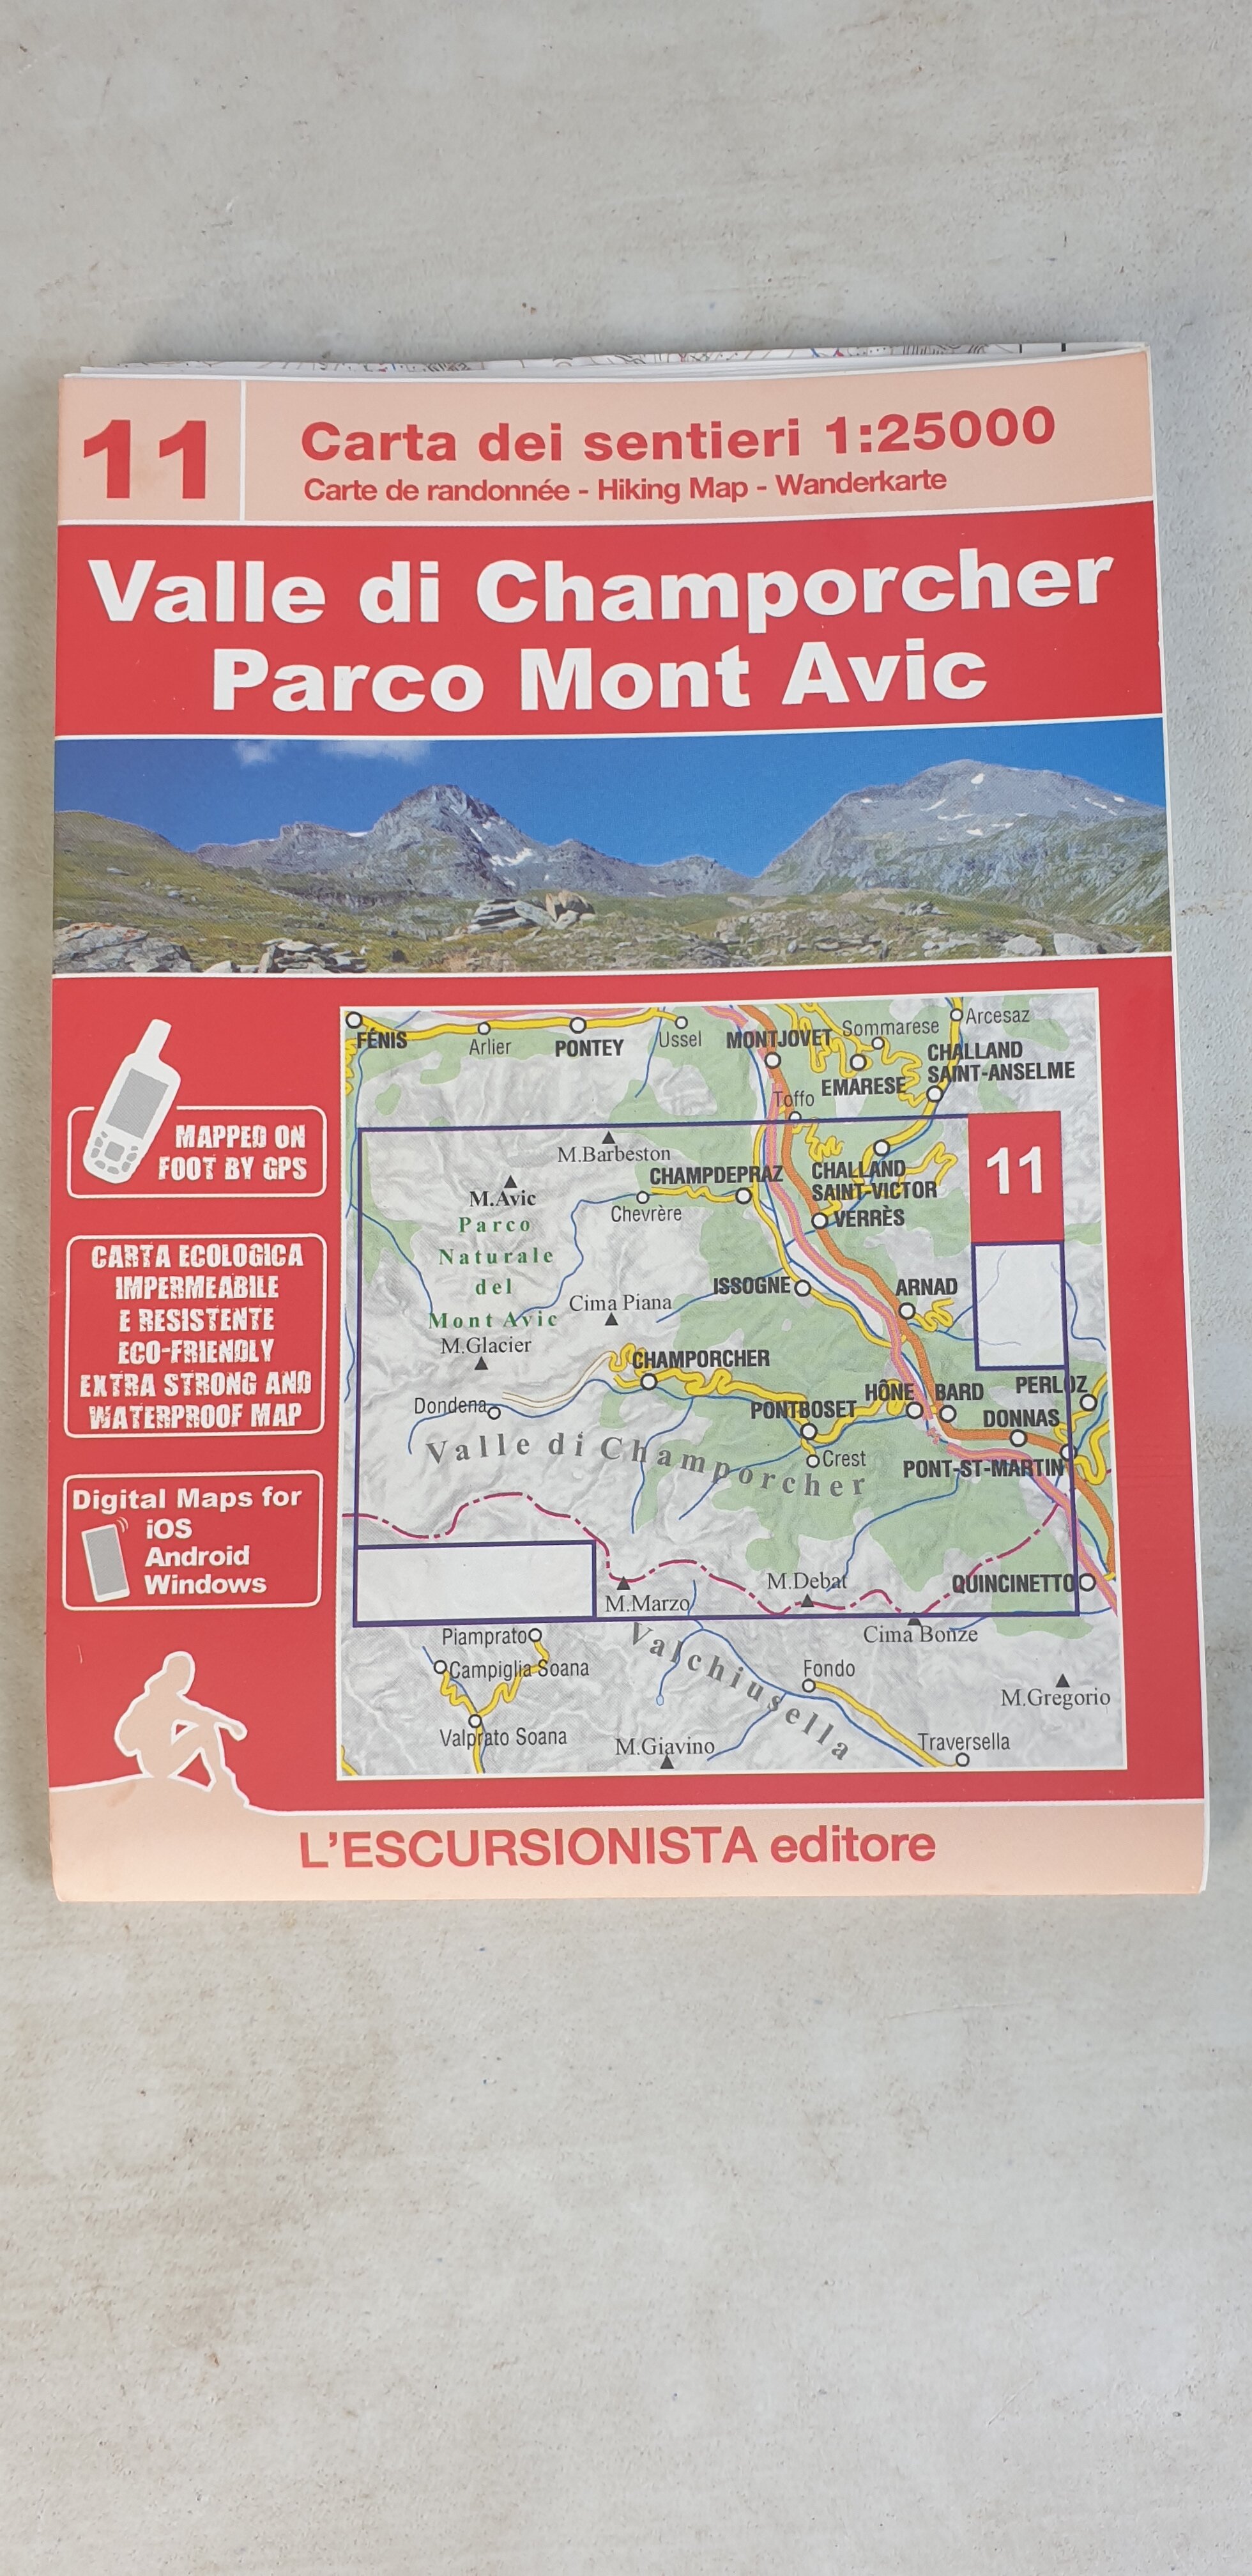 11
Carta dei sentieri 1:25000
Carte de randonnée - Hiking Map - Wanderkarte
Valle di Champorcher
Parco Mont Avic
MAPPED ON
FOOT BY GPS
CARTA ECOLOGICA
IMPERMEABILE
E RESISTENTE
ECO-FRIENDLY
EXTRA STRONG AND
WATERPROOF MAP
Digital Maps for
iOS
Android
Windows
FÉNIS
Arlier
PONTEY
Ussel
MONTJOVET
Sommarese
Arcesaz
EMARESE
CHALLAND
SAINT-ANSELME
Toffo
M.Barbeston
CHAMPDEPRAZ
CHALLAND
SAINT-VICTOR
11
M.Avic
Chevrère
VERRÈS
Parco
Naturale
del
Mont Avic
ISSOGNE
ARNAD
Cima Piana
M.Glacier
CHAMPORCHER
Dondena
HÔNE
BARD
PERLOZ
PONTBOSET
DONNAS
Valle di Champorcher
Crest
PONT-ST-MARTIN
M.Marzo
M.Debat
QUINCINETTO
Cima Bonze
Piamprato
Campiglia Soana
Valchiusella
Fondo
M.Gregorio
Valprato Soana
M.Giavino
Traversella
L'ESCURSIONISTA editore